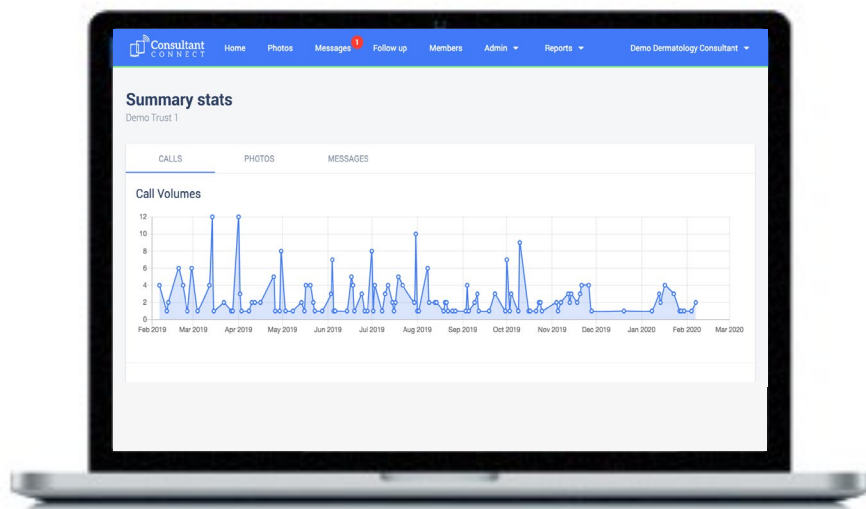 Consultant
CONNECT
Home Photos Messages 1 Follow up Members Admin Reports Demo Dermatology Consultant
Summary stats
Demo Trust 1
CALLS PHOTOS MESSAGES
Call Volumes
12
10
8
6
4
2
0
Feb 2019 Mar 2019 Apr 2019 May 2019 Jun 2019 Jul 2019 Aug 2019 Sep 2019 Oct 2019 Nov 2019 Dec 2019 Jan 2020 Feb 2020 Mar 2020